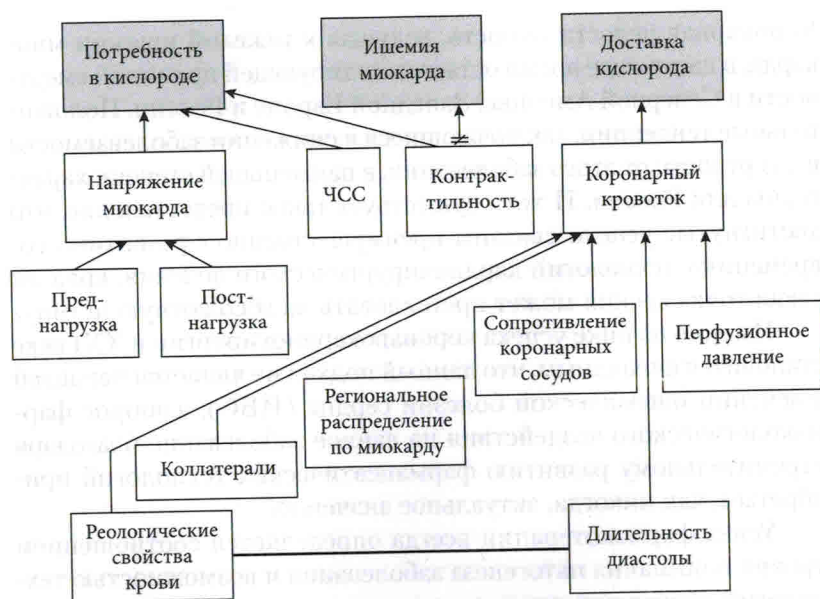 Потребность
в кислороде
Ишемия
миокарда
Доставка
кислорода
Напряжение
миокарда
ЧСС
Контрак-
тильность
Коронарный
кровоток
Пред-
нагрузка
Пост-
нагрузка
Сопротивление
коронарных
сосудов
Перфузионное
давление
Региональное
распределение
по миокарду
Коллатерали
Реологические
свойства
крови
Длительность
диастолы